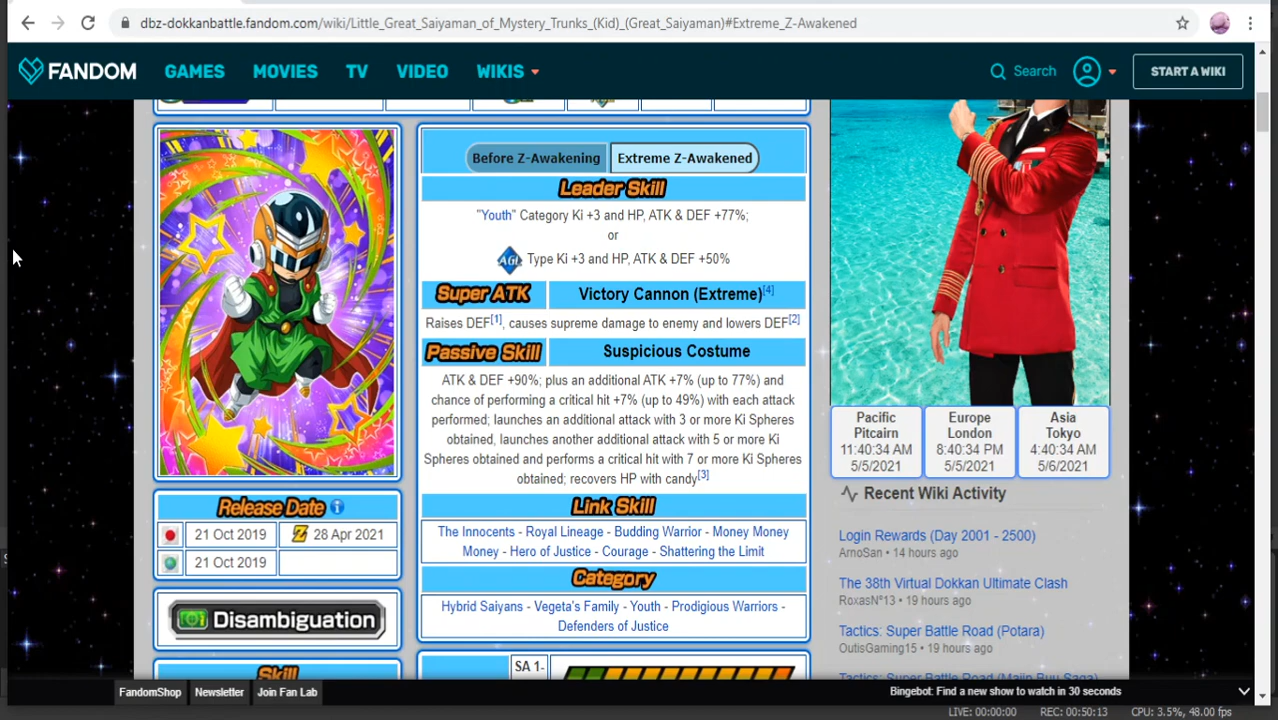 dbz-dokkanbattle.fandom.com/wiki/Little_Great_Saiyaman_of_Mystery_Trunks_(Kid)_(Great_Saiyaman)#Extreme_Z-Awakened
FANDOM GAMES MOVIES TV VIDEO WIKIS Search START A WIKI
Before Z-Awakening Extreme Z-Awakened
Leader Skill
"Youth" Category Ki +3 and HP, ATK & DEF +77%;
or
AGL Type Ki +3 and HP, ATK & DEF +50%
Super ATK Victory Cannon (Extreme)[4]
Raises DEF[1], causes supreme damage to enemy and lowers DEF[2]
Passive Skill Suspicious Costume
ATK & DEF +90%; plus an additional ATK +7% (up to 77%) and
chance of performing a critical hit +7% (up to 49%) with each attack
performed; launches an additional attack with 3 or more Ki Spheres
obtained, launches another additional attack with 5 or more Ki
Spheres obtained and performs a critical hit with 7 or more Ki Spheres
obtained; recovers HP with candy[3]
Link Skill
The Innocents - Royal Lineage - Budding Warrior - Money Money
Money - Hero of Justice - Courage - Shattering the Limit
Category
Hybrid Saiyans - Vegeta's Family - Youth - Prodigious Warriors -
Defenders of Justice
SA 1-
Release Date
21 Oct 2019 Z 28 Apr 2021
21 Oct 2019
Disambiguation
Skill
Pacific
Pitcairn
11:40:34 AM
5/5/2021
Europe
London
8:40:34 PM
5/5/2021
Asia
Tokyo
4:40:34 AM
5/6/2021
Recent Wiki Activity
Login Rewards (Day 2001 - 2500)
ArnoSan • 14 hours ago
The 38th Virtual Dokkan Ultimate Clash
RoxasN°13 • 19 hours ago
Tactics: Super Battle Road (Potara)
OutisGaming15 • 19 hours ago
Tactics: Super Battle Road (Majin Buu Saga)
FandomShop Newsletter Join Fan Lab
Bingebot: Find a new show to watch in 30 seconds
LIVE: 00:00:00 REC: 00:50:13 CPU: 3.5%, 48.00 fps